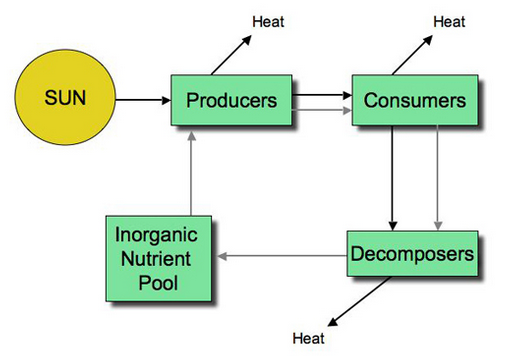 Heat
Heat
SUN
Producers
Consumers
Inorganic
Nutrient
Pool
Decomposers
Heat